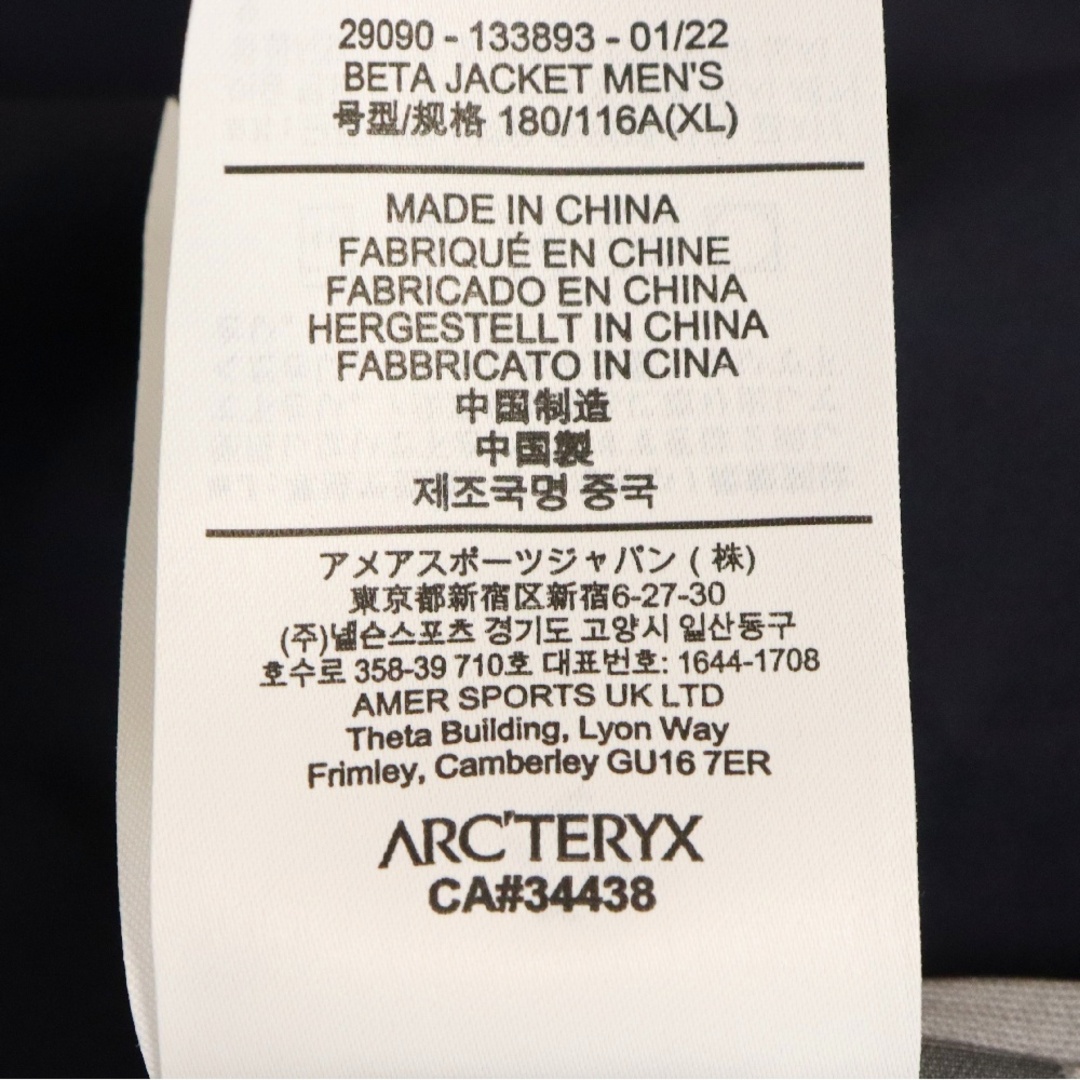 29090 - 133893 - 01/22
BETA JACKET MEN'S
号型/规格 180/116A(XL)
MADE IN CHINA
FABRIQUÉ EN CHINE
FABRICADO EN CHINA
HERGESTELLT IN CHINA
FABBRICATO IN CINA
中国制造
中国製
제조국명 중국
アメアスポーツジャパン ( 株)
東京都新宿区新宿6-27-30
(주)넬슨스포츠 경기도 고양시 일산동구
호수로 358-39 710호 대표번호: 1644-1708
AMER SPORTS UK LTD
Theta Building, Lyon Way
Frimley, Camberley GU16 7ER
ARC'TERYX
CA#34438